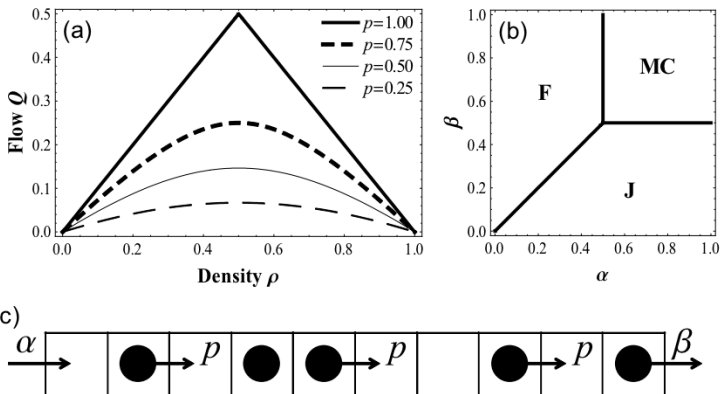 (a)
p=1.00
p=0.75
p=0.50
p=0.25
Flow Q
0.5
0.4
0.3
0.2
0.1
0.0
0.0 0.2 0.4 0.6 0.8 1.0
Density ρ
(b)
F
MC
J
β
1.0
0.8
0.6
0.4
0.2
0.0
0.0 0.2 0.4 0.6 0.8 1.0
α
c)
α p p p β